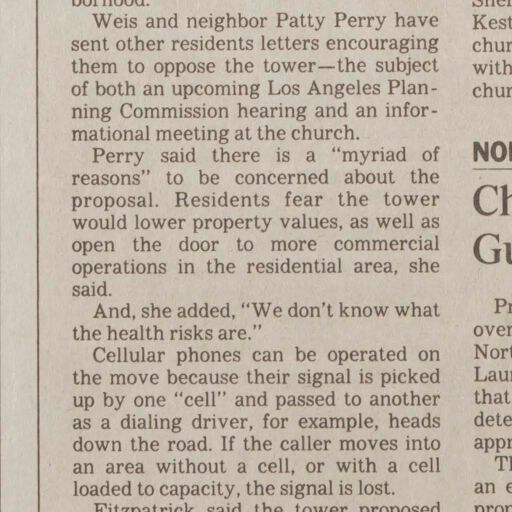 borhood.
Weis and neighbor Patty Perry have
sent other residents letters encouraging
them to oppose the tower—the subject
of both an upcoming Los Angeles Plan-
ning Commission hearing and an infor-
mational meeting at the church.
Perry said there is a “myriad of
reasons” to be concerned about the
proposal. Residents fear the tower
would lower property values, as well as
open the door to more commercial
operations in the residential area, she
said.
And, she added, “We don’t know what
the health risks are.”
Cellular phones can be operated on
the move because their signal is picked
up by one “cell” and passed to another
as a dialing driver, for example, heads
down the road. If the caller moves into
an area without a cell, or with a cell
loaded to capacity, the signal is lost.
Fitzpatrick said the tower proposed
Kest
chur
with
chur
NO
Ch
Gu
Pr
over
Nort
Laur
that
dete
appr
Th
an e